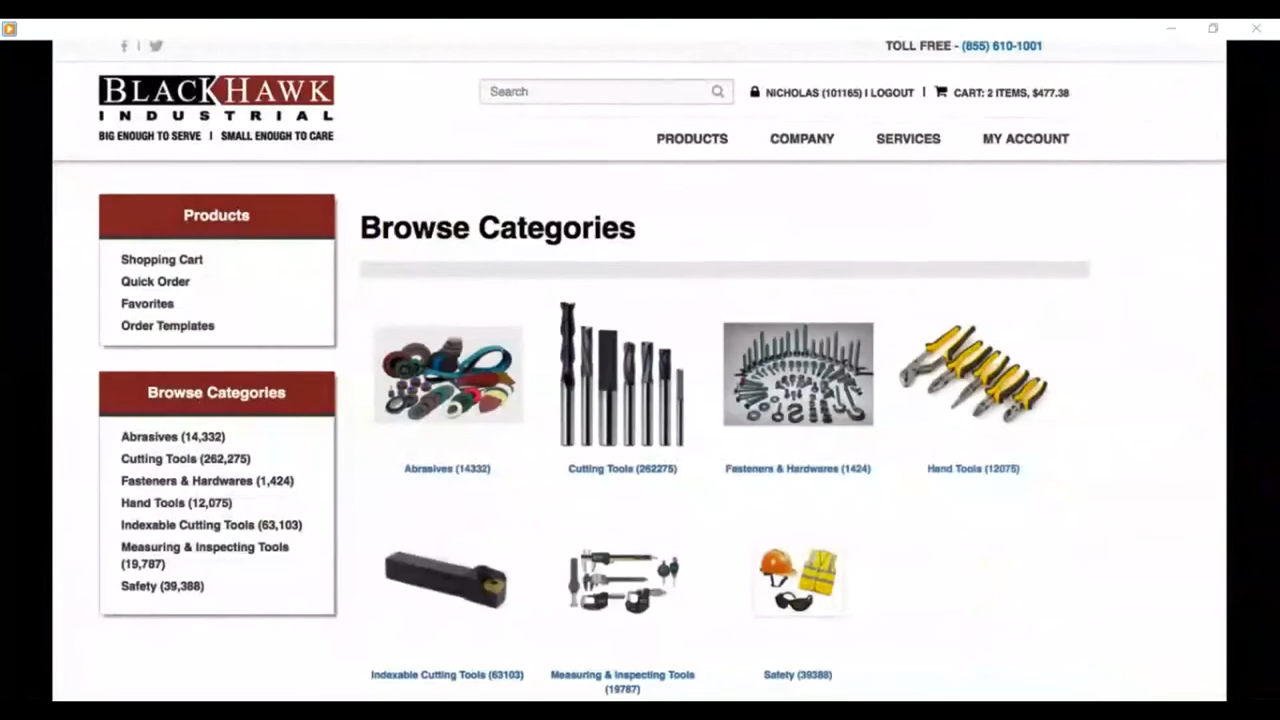 TOLL FREE - (855) 610-1001
BLACKHAWK
INDUSTRIAL
BIG ENOUGH TO SERVE | SMALL ENOUGH TO CARE
Search
NICHOLAS (101165) | LOGOUT | CART: 2 ITEMS, $477.38
PRODUCTS COMPANY SERVICES MY ACCOUNT
Products
Shopping Cart
Quick Order
Favorites
Order Templates
Browse Categories
Abrasives (14,332)
Cutting Tools (262,275)
Fasteners & Hardwares (1,424)
Hand Tools (12,075)
Indexable Cutting Tools (63,103)
Measuring & Inspecting Tools
(19,787)
Safety (39,388)
Browse Categories
Abrasives (14332)
Cutting Tools (262275)
Fasteners & Hardwares (1424)
Hand Tools (12075)
Indexable Cutting Tools (63103)
Measuring & Inspecting Tools
(19787)
Safety (39388)